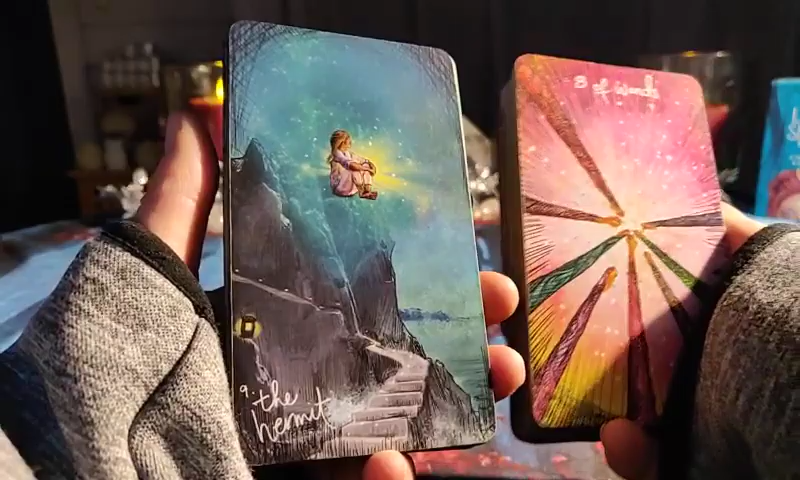 9
the
hermit
8 of wands